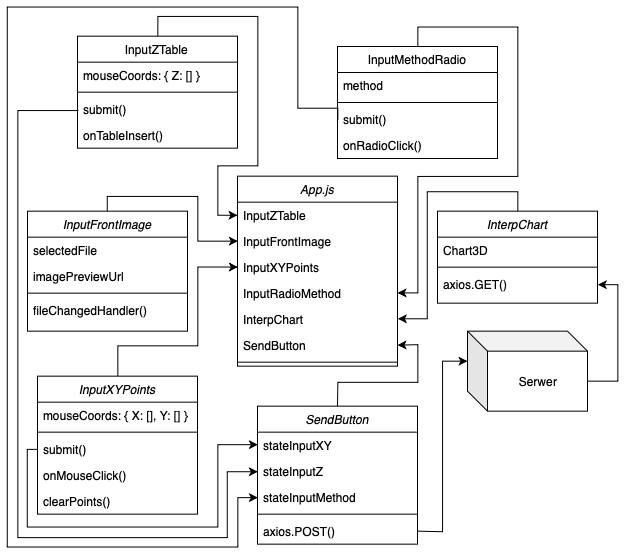 InputZTable
mouseCoords: { Z: [] }
submit()
onTableInsert()
InputMethodRadio
method
submit()
onRadioClick()
App.js
InputZTable
InputFrontImage
InputXYPoints
InputRadioMethod
InterpChart
SendButton
InputFrontImage
selectedFile
imagePreviewUrl
fileChangedHandler()
InterpChart
Chart3D
axios.GET()
Serwer
InputXYPoints
mouseCoords: { X: [], Y: [] }
submit()
onMouseClick()
clearPoints()
SendButton
stateInputXY
stateInputZ
stateInputMethod
axios.POST()